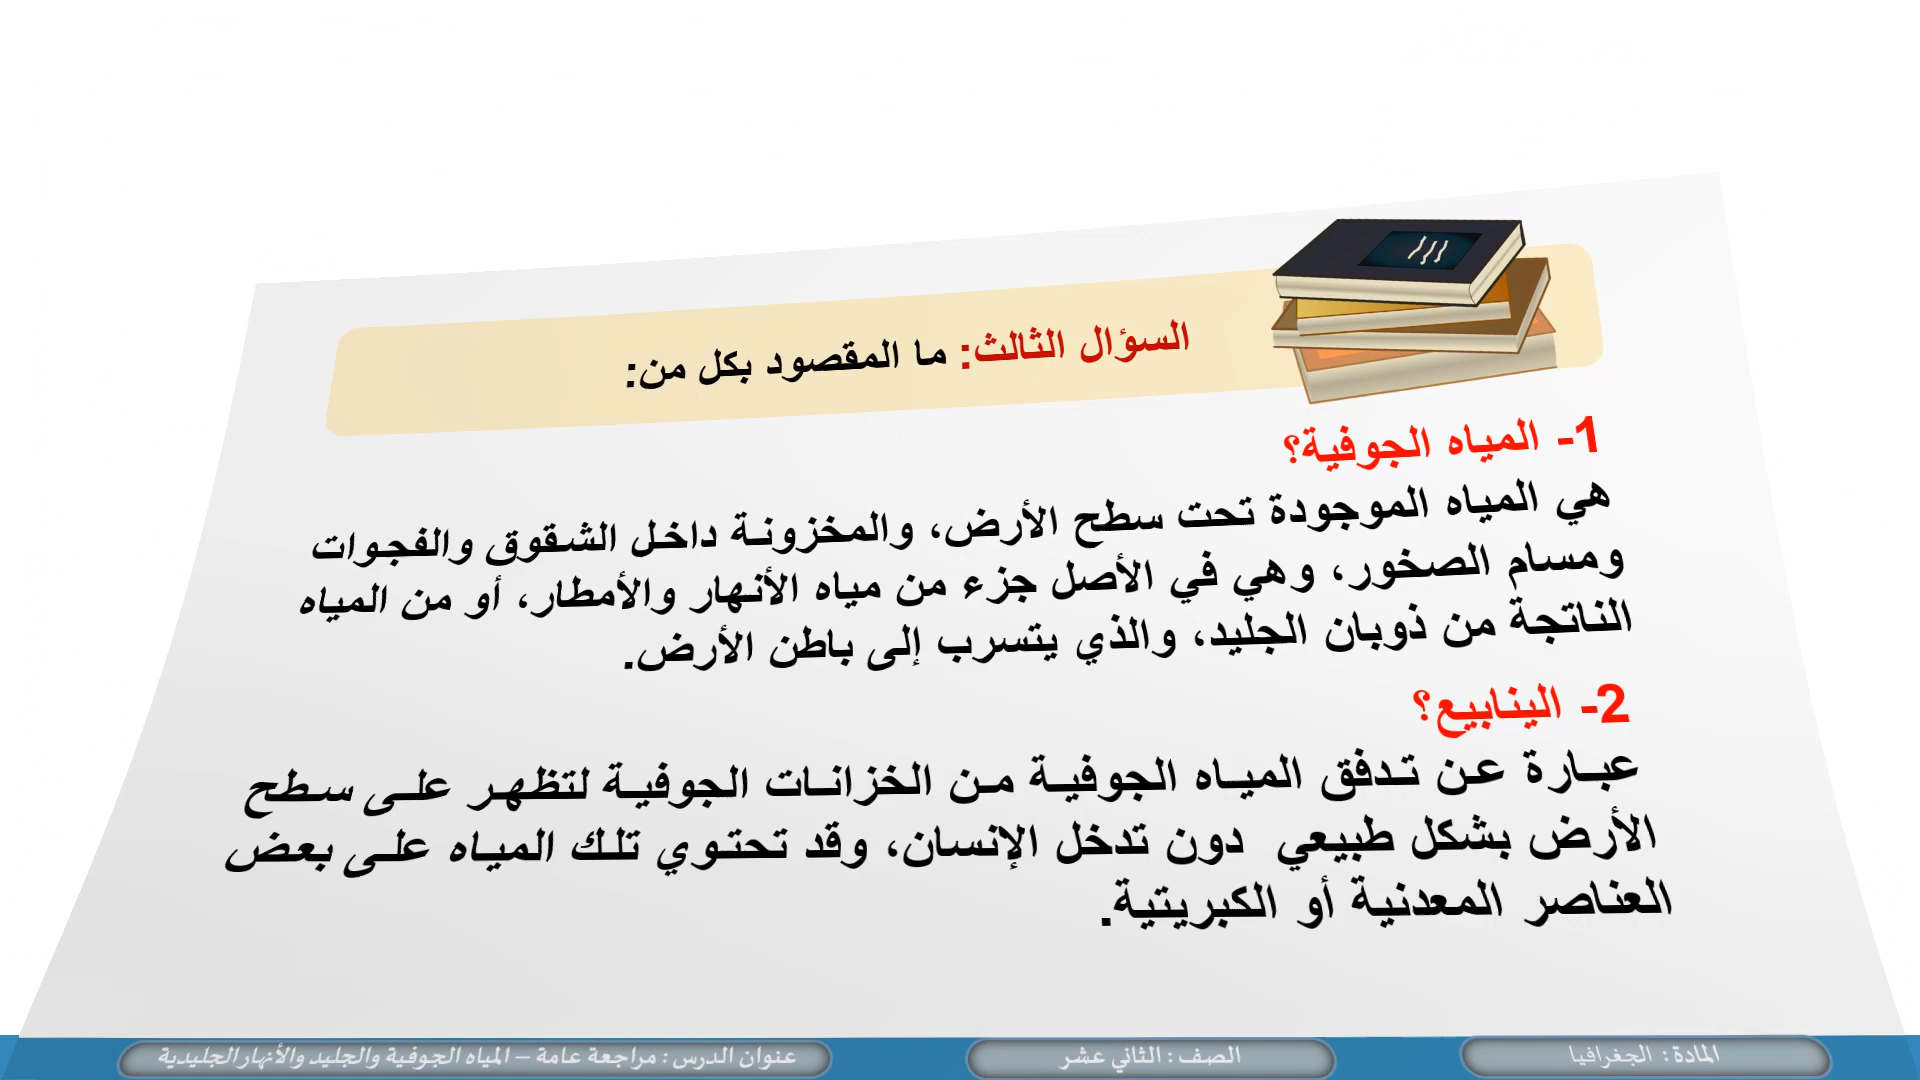 السؤال الثالث: ما المقصود بكل من:
1- المياه الجوفية؟
هي المياه الموجودة تحت سطح الأرض، والمخزونة داخل الشقوق والفجوات
ومسام الصخور، وهي في الأصل جزء من مياه الأنهار والأمطار، أو من المياه
الناتجة من ذوبان الجليد، والذي يتسرب إلى باطن الأرض.
2- الينابيع؟
عبارة عن تدفق المياه الجوفية من الخزانات الجوفية لتظهر على سطح
الأرض بشكل طبيعي دون تدخل الإنسان، وقد تحتوي تلك المياه على بعض
العناصر المعدنية أو الكبريتية.
المادة: الجغرافيا
الصف: الثاني عشر
عنوان الدرس: مراجعة عامة – المياه الجوفية والجليد والأنهار الجليدية